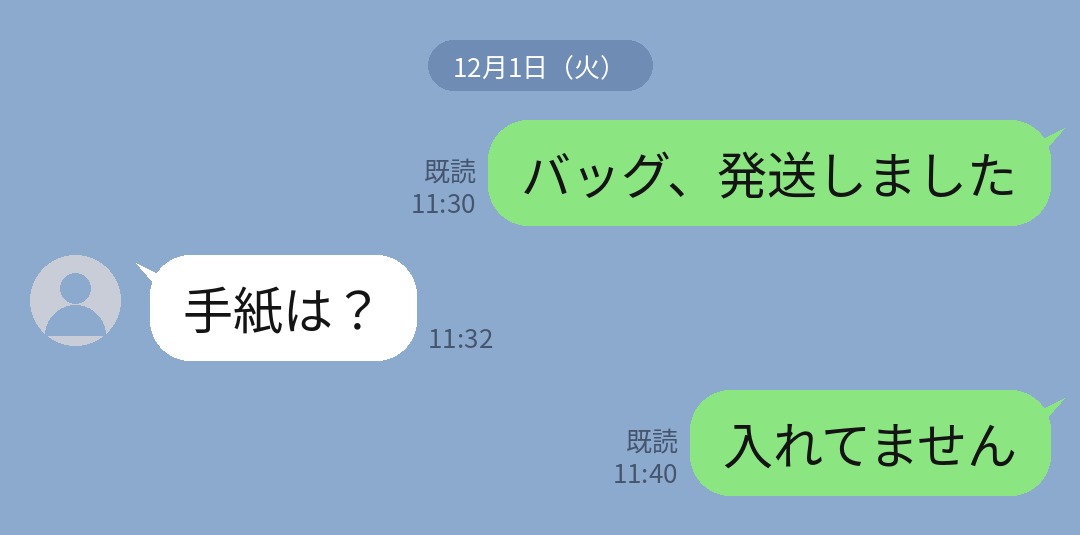 12月1日（火）
バッグ、発送しました
既読
11:30
手紙は？
11:32
入れてません
既読
11:40